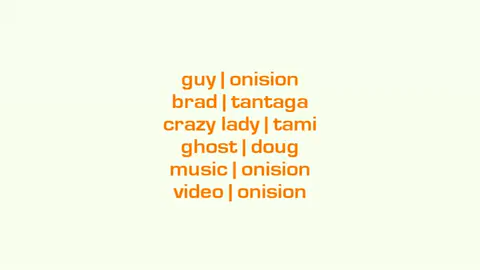 guy | onision
brad | tantaga
crazy lady | tami
ghost | doug
music | onision
video | onision